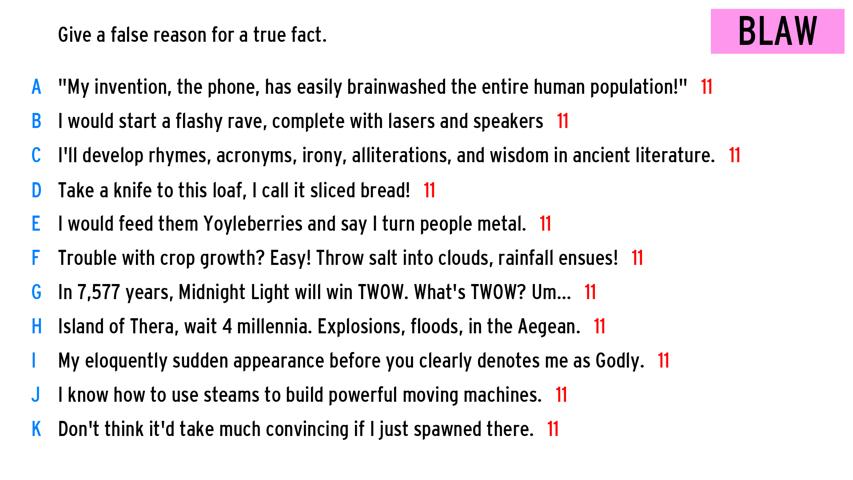 Give a false reason for a true fact.
BLAW
A "My invention, the phone, has easily brainwashed the entire human population!" 11
B I would start a flashy rave, complete with lasers and speakers 11
C I'll develop rhymes, acronyms, irony, alliterations, and wisdom in ancient literature. 11
D Take a knife to this loaf, I call it sliced bread! 11
E I would feed them Yoyleberries and say I turn people metal. 11
F Trouble with crop growth? Easy! Throw salt into clouds, rainfall ensues! 11
G In 7,577 years, Midnight Light will win TWOW. What's TWOW? Um... 11
H Island of Thera, wait 4 millennia. Explosions, floods, in the Aegean. 11
I My eloquently sudden appearance before you clearly denotes me as Godly. 11
J I know how to use steams to build powerful moving machines. 11
K Don't think it'd take much convincing if I just spawned there. 11